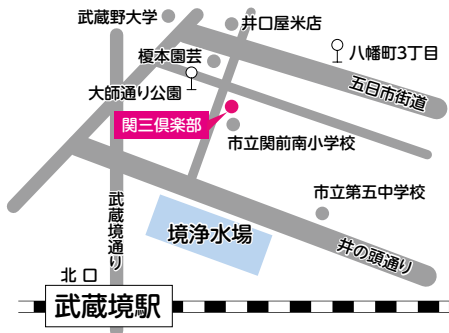 武蔵野大学
井口屋米店
榎本園芸
八幡町3丁目
大師通り公園
五日市街道
関三倶楽部
市立関前南小学校
市立第五中学校
武蔵境通り
境浄水場
井の頭通り
北口
武蔵境駅